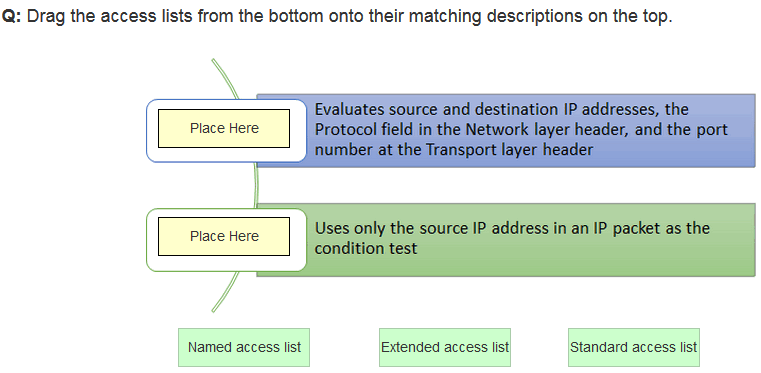 Q: Drag the access lists from the bottom onto their matching descriptions on the top.
Place Here
Evaluates source and destination IP addresses, the
Protocol field in the Network layer header, and the port
number at the Transport layer header
Place Here
Uses only the source IP address in an IP packet as the
condition test
Named access list
Extended access list
Standard access list